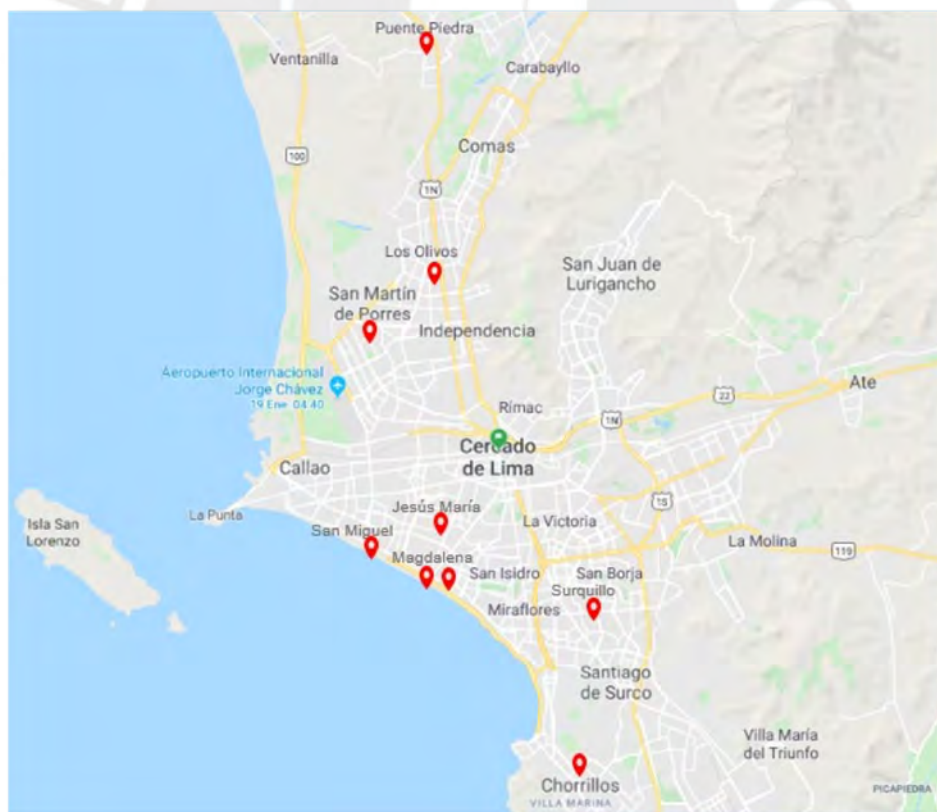 Puente Piedra
Ventanilla
Carabayllo
100
Comas
1N
Los Olivos
San Juan de
Lurigancho
San Martín
de Porres
Independencia
Aeropuerto Internacional
Jorge Chávez
19 Ene 04:40
Ate
22
Rímac
1N
Cercado
de Lima
Callao
15
Jesús María
La Punta
La Victoria
Isla San
Lorenzo
San Miguel
La Molina
119
Magdalena
San Isidro
San Borja
Surquillo
Miraflores
Santiago
de Surco
Villa María
del Triunfo
Chorrillos
VILLA MARINA
PICAPIEDRA